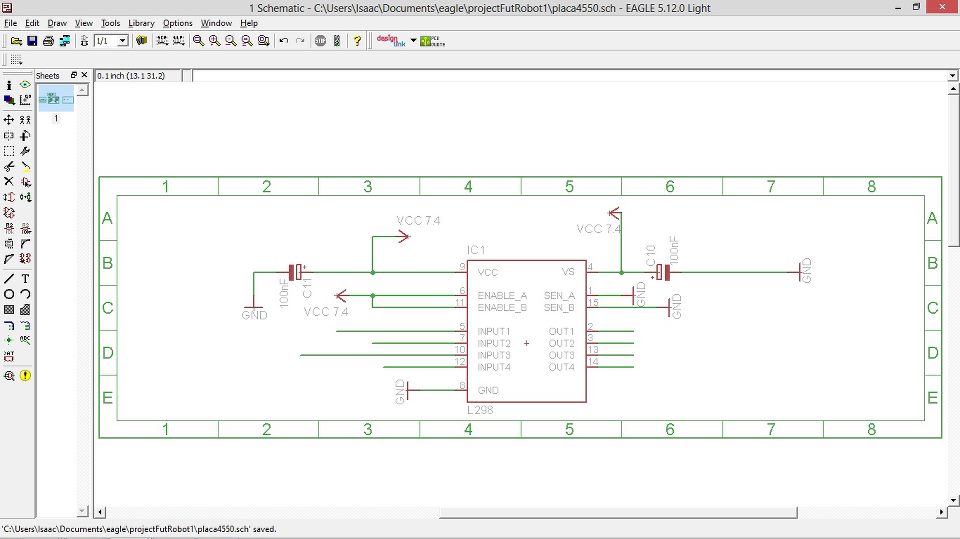 1 Schematic - C:\Users\Isaac\Documents\eagle\projectFutRobot1\placa4550.sch - EAGLE 5.12.0 Light
File Edit Draw View Tools Library Options Window Help
1/1 design link PCB QUOTE
Sheets
0.1 inch (13.1 31.2)
1
1 2 3 4 5 6 7 8
A A
VCC 7.4 VCC 7.4
IC1
B B
9 VCC VS 4
100nF C11 C10 100nF
GND GND
VCC 7.4
6 ENABLE_A SEN_A 1 GND
11 ENABLE_B SEN_B 15 GND
C C
5 INPUT1 OUT1 2
7 INPUT2 OUT2 3
D D
10 INPUT3 OUT3 13
12 INPUT4 OUT4 14
GND 8 GND
E E
L298
1 2 3 4 5 6 7 8
'C:\Users\Isaac\Documents\eagle\projectFutRobot1\placa4550.sch' saved.